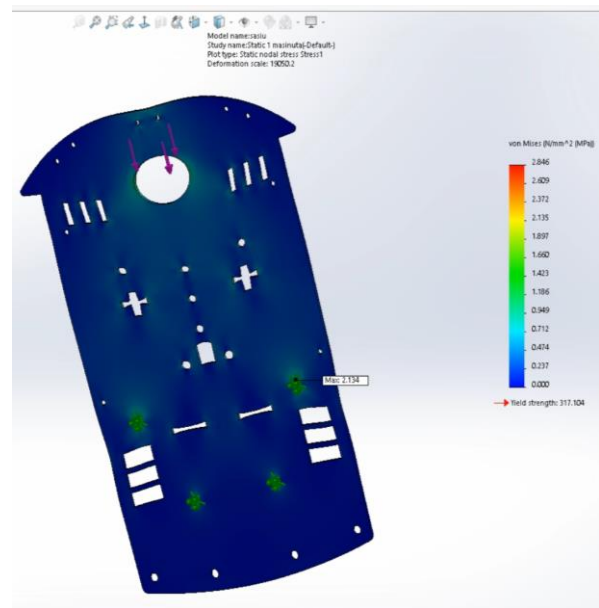 Model name:sasiu
Study name:Static 1 masinuta(-Default-)
Plot type: Static nodal stress Stress1
Deformation scale: 19050.2
von Mises (N/mm^2 (MPa))
2.846
2.609
2.372
2.135
1.897
1.660
1.423
1.186
0.949
0.712
0.474
0.237
0.000
Yield strength: 317.104
Max: 2.134